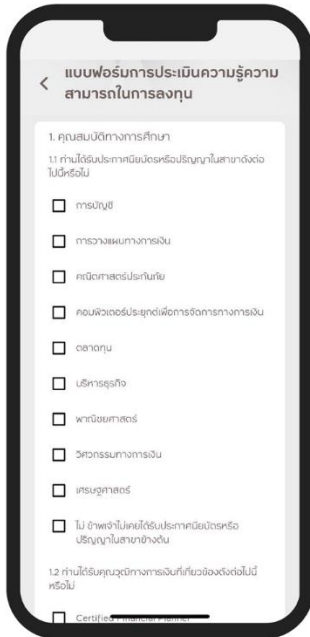 แบบฟอร์มการประเมินความรู้ความ
สามารถในการลงทุน
1. คุณสมบัติทางการศึกษา
1.1 ท่านได้รับประกาศนียบัตรหรือปริญญาในสาขาดังต่อ
ไปนี้หรือไม่
การบัญชี
การวางแผนทางการเงิน
คณิตศาสตร์ประกันภัย
คอมพิวเตอร์ประยุกต์เพื่อการจัดการทางการเงิน
ตลาดทุน
บริหารธุรกิจ
พาณิชยศาสตร์
วิศวกรรมทางการเงิน
เศรษฐศาสตร์
ไม่ ข้าพเจ้าไม่เคยได้รับประกาศนียบัตรหรือ
ปริญญาในสาขาข้างต้น
1.2 ท่านได้รับคุณวุฒิทางการเงินที่เกี่ยวข้องดังต่อไปนี้
หรือไม่
Certified Financial Planner